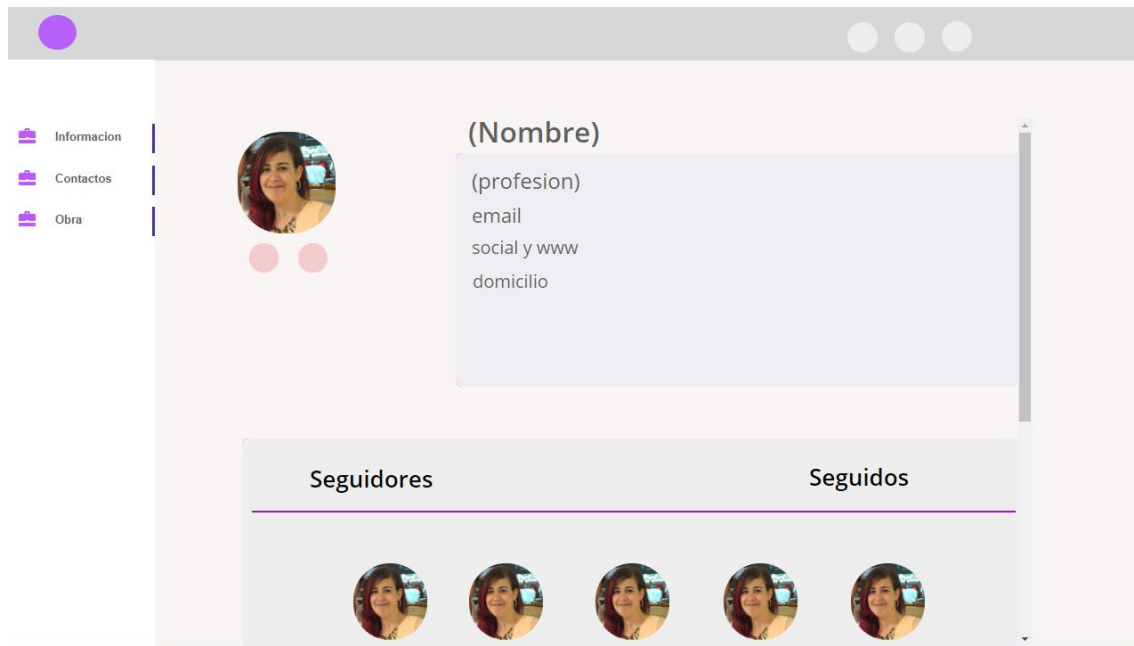 Informacion
Contactos
Obra
(Nombre)
(profesion)
email
social y www
domicilio
Seguidores
Seguidos